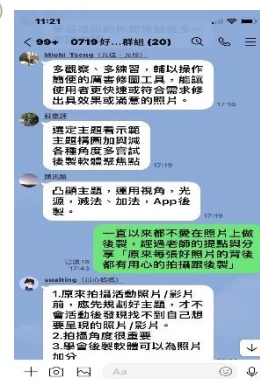 11:21
99+ 0719好...群組 (20)
Michi Tseng
多觀察、多練習，輔以操作
簡便的厲害修圖工具，能讓
使用者更快速或符合需求修
出具效果或滿意的照片。
17:18
選定主題看示範
主題構圖加與減
各種角度多嘗試
後製軟體聚焦點
17:19
凸顯主題，運用視角，光
源，減法、加法，App後
製。
17:19
一直以來都不愛在照片上做
後製，經過老師的提點與分
享「原來每張好照片的背後
都有用心的拍攝跟後製」
已讀 19
17:43
suaiting
1.原來拍攝活動照片/影片
前，應先規劃好主題，才不
會活動後發現找不到自己想
要呈現的照片/影片。
2.拍攝角度很重要
3.學會後製軟體可以為照片
加分
Aa